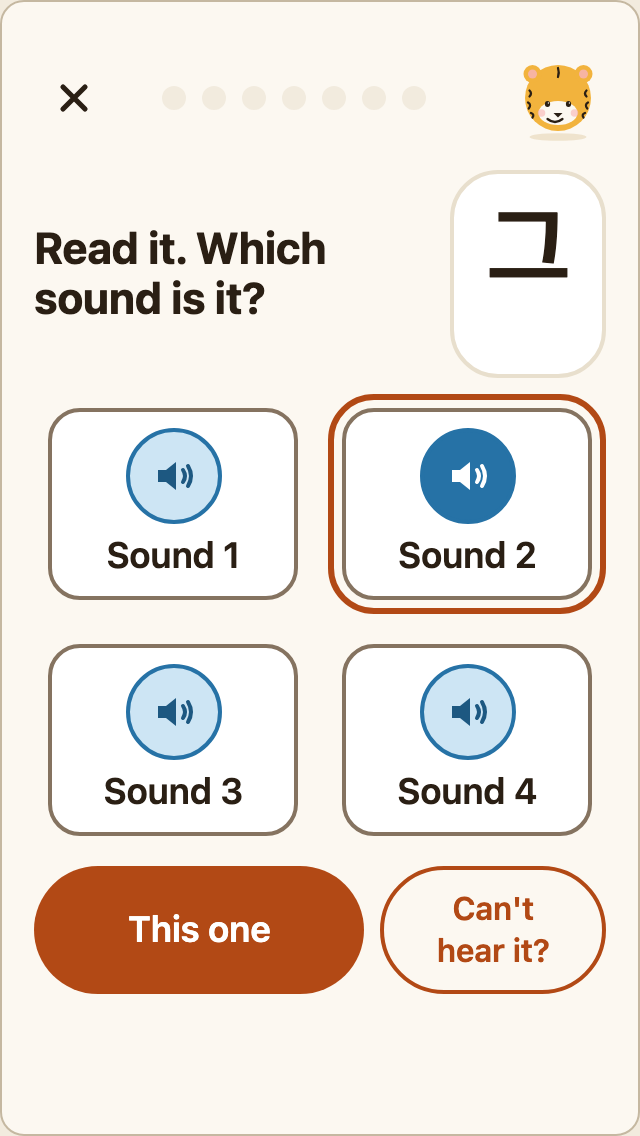 Read it. Which
sound is it?
그
Sound 1
Sound 2
Sound 3
Sound 4
This one
Can't
hear it?